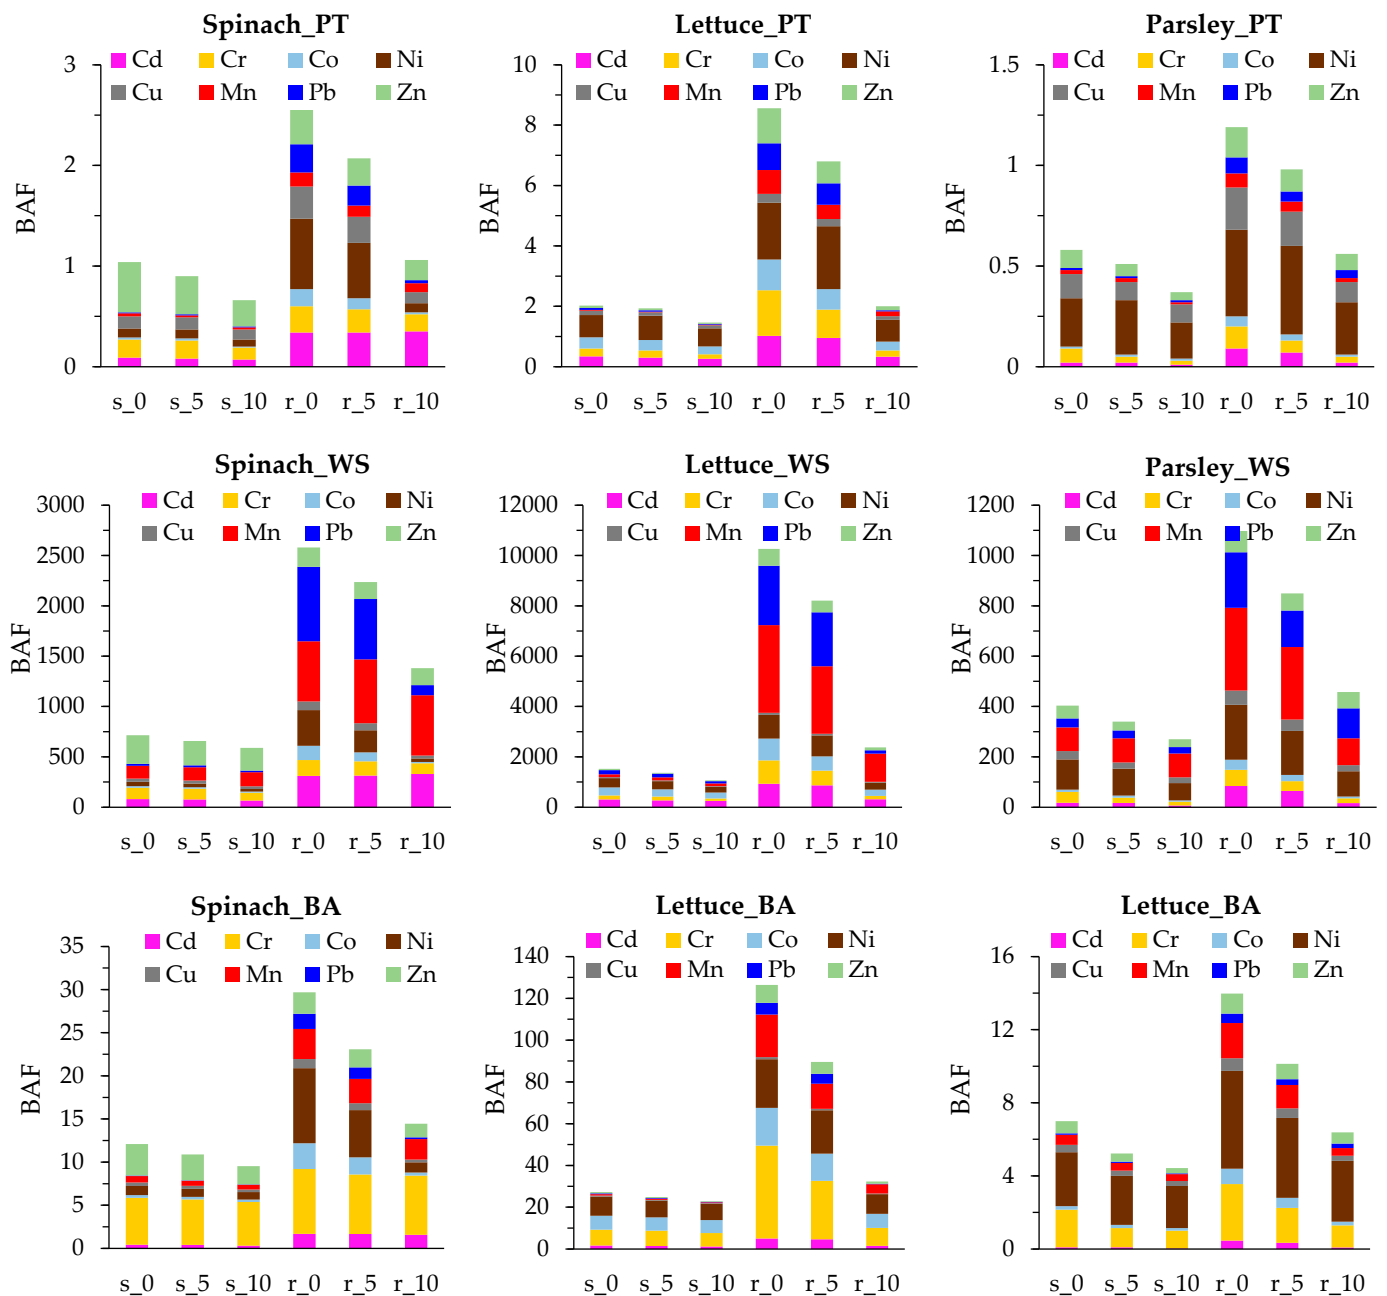 Spinach_PT
Cd Cr Co Ni
Cu Mn Pb Zn
3
2
1
0
BAF
s_0 s_5 s_10 r_0 r_5 r_10
Lettuce_PT
Cd Cr Co Ni
Cu Mn Pb Zn
10
8
6
4
2
0
BAF
s_0 s_5 s_10 r_0 r_5 r_10
Parsley_PT
Cd Cr Co Ni
Cu Mn Pb Zn
1.5
1
0.5
0
BAF
s_0 s_5 s_10 r_0 r_5 r_10
Spinach_WS
Cd Cr Co Ni
Cu Mn Pb Zn
3000
2500
2000
1500
1000
500
0
BAF
s_0 s_5 s_10 r_0 r_5 r_10
Lettuce_WS
Cd Cr Co Ni
Cu Mn Pb Zn
12000
10000
8000
6000
4000
2000
0
BAF
s_0 s_5 s_10 r_0 r_5 r_10
Parsley_WS
Cd Cr Co Ni
Cu Mn Pb Zn
1200
1000
800
600
400
200
0
BAF
s_0 s_5 s_10 r_0 r_5 r_10
Spinach_BA
Cd Cr Co Ni
Cu Mn Pb Zn
35
30
25
20
15
10
5
0
BAF
s_0 s_5 s_10 r_0 r_5 r_10
Lettuce_BA
Cd Cr Co Ni
Cu Mn Pb Zn
140
120
100
80
60
40
20
0
BAF
s_0 s_5 s_10 r_0 r_5 r_10
Lettuce_BA
Cd Cr Co Ni
Cu Mn Pb Zn
16
12
8
4
0
BAF
s_0 s_5 s_10 r_0 r_5 r_10